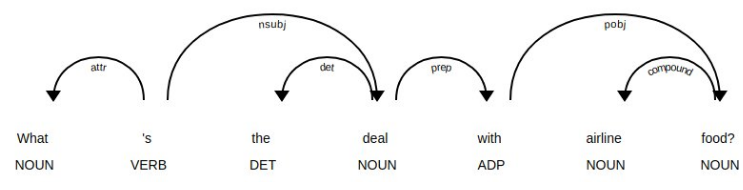 nsubj pobj
attr det prep compound
What 's the deal with airline food?
NOUN VERB DET NOUN ADP NOUN NOUN